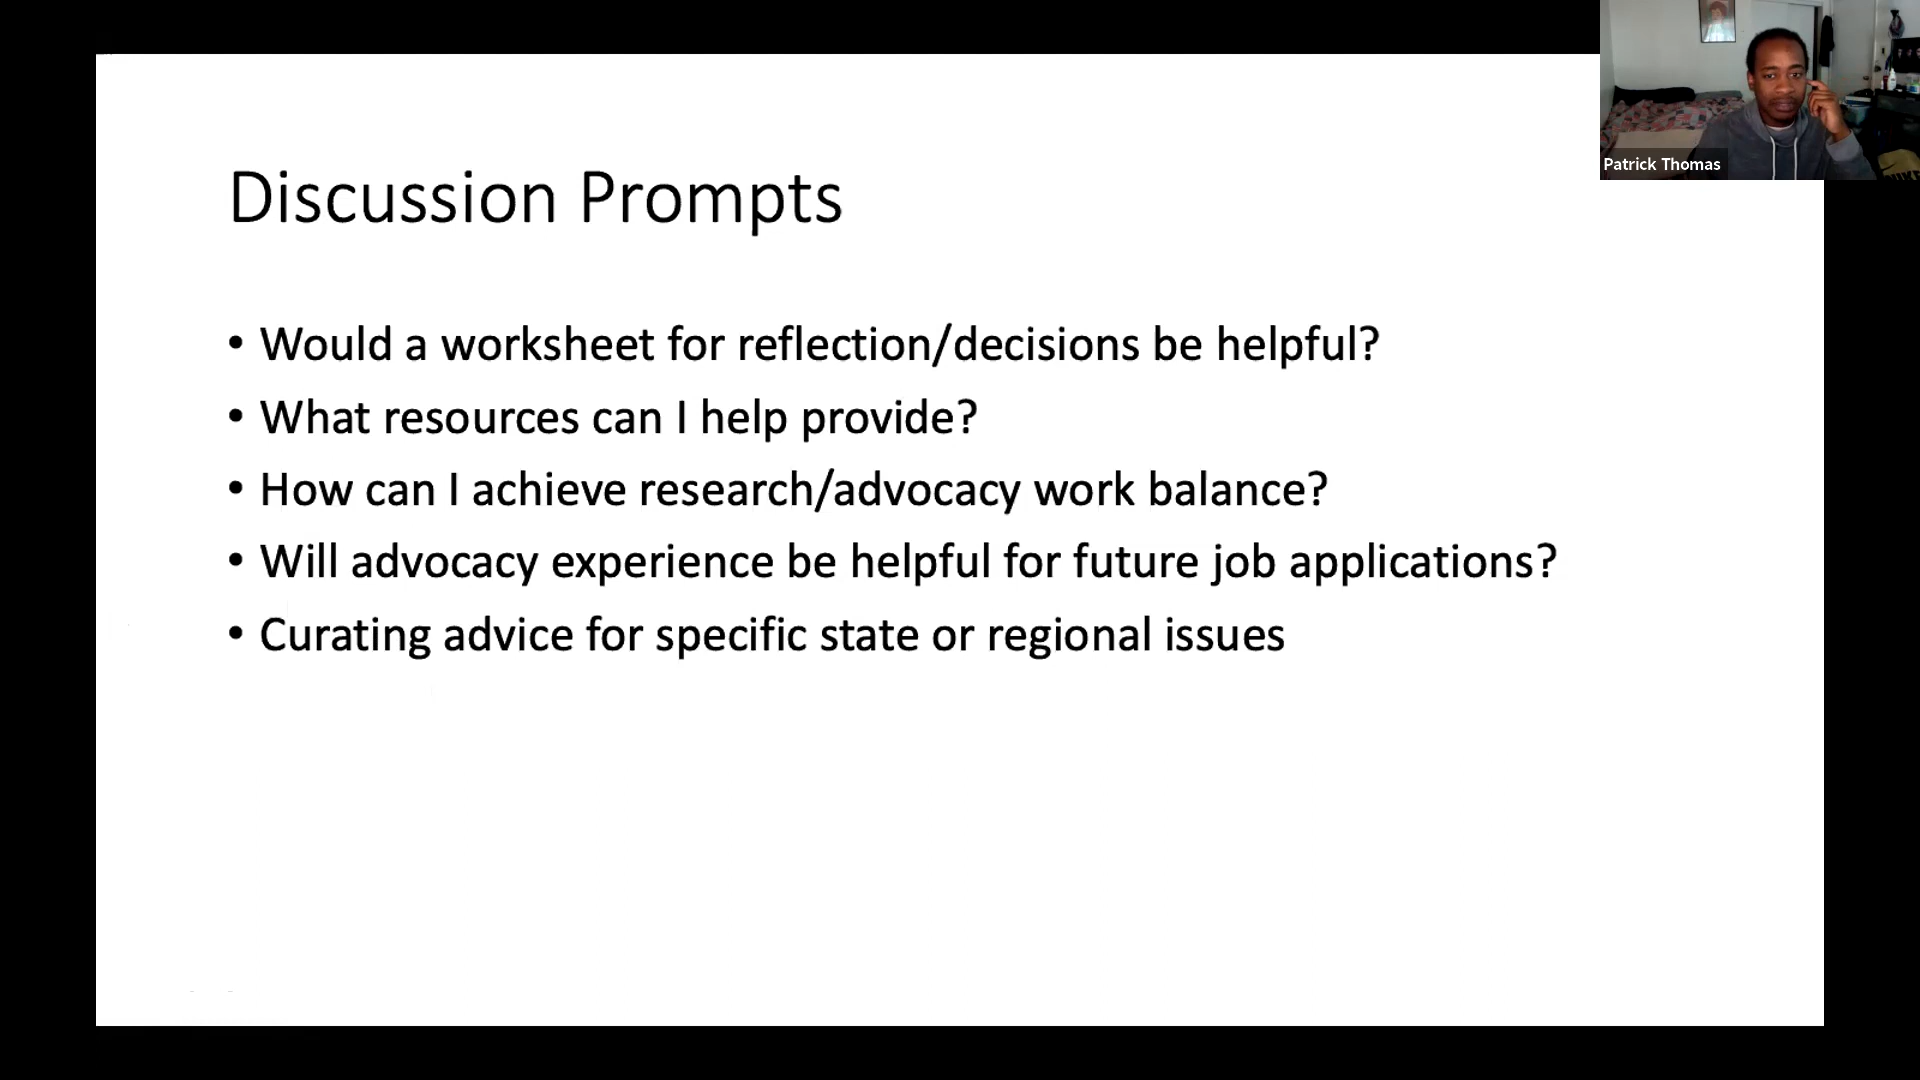 Discussion Prompts
• Would a worksheet for reflection/decisions be helpful?
• What resources can I help provide?
• How can I achieve research/advocacy work balance?
• Will advocacy experience be helpful for future job applications?
• Curating advice for specific state or regional issues
Patrick Thomas